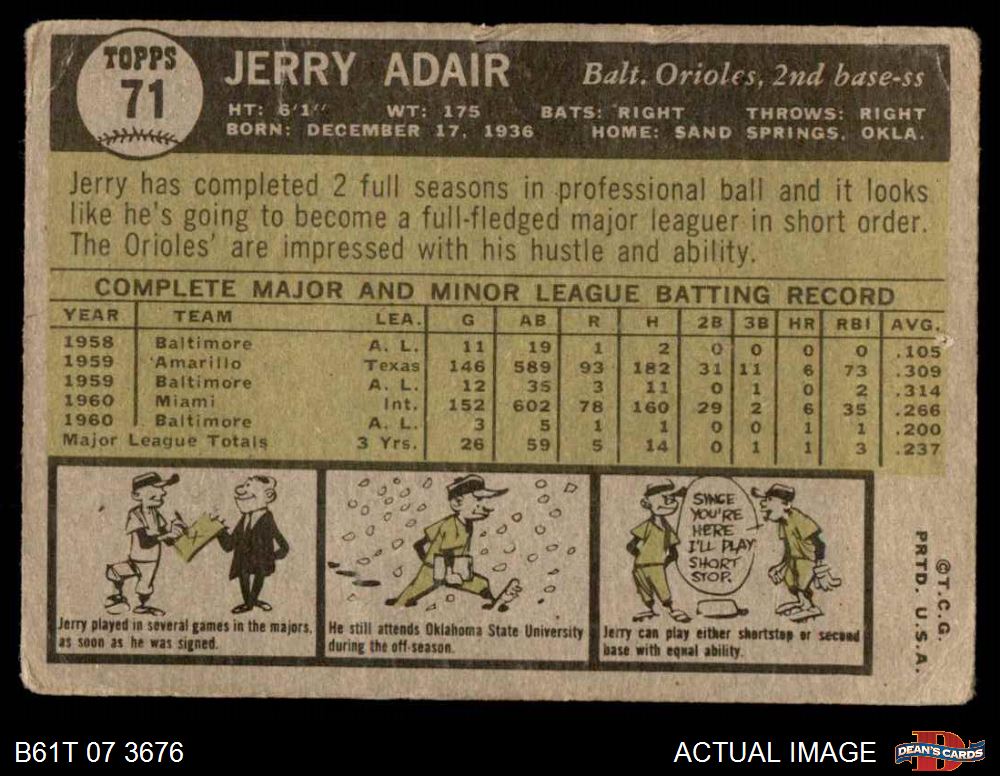 TOPPS
71
JERRY ADAIR
Balt. Orioles, 2nd base-ss
HT: 6'1" WT: 175 BATS: RIGHT THROWS: RIGHT
BORN: DECEMBER 17, 1936 HOME: SAND SPRINGS, OKLA.
Jerry has completed 2 full seasons in professional ball and it looks
like he's going to become a full-fledged major leaguer in short order.
The Orioles' are impressed with his hustle and ability.
COMPLETE MAJOR AND MINOR LEAGUE BATTING RECORD
YEAR TEAM LEA. G AB R H 2B 3B HR RBI AVG.
1958 Baltimore A. L. 11 19 1 2 0 0 0 0 .105
1959 Amarillo Texas 146 589 93 182 31 11 6 73 .309
1959 Baltimore A. L. 12 35 3 11 0 1 0 2 .314
1960 Miami Int. 152 602 78 160 29 2 6 35 .266
1960 Baltimore A. L. 3 5 1 1 0 0 1 1 .200
Major League Totals 3 Yrs. 26 59 5 14 0 1 1 3 .237
Jerry played in several games in the majors,
as soon as he was signed.
He still attends Oklahoma State University
during the off-season.
SINCE
YOU'RE
HERE
I'LL PLAY
SHORT
STOP.
Jerry can play either shortstop or second
base with equal ability.
©T.C.G.
PRTD. U.S.A.
B61T 07 3676
ACTUAL IMAGE
DEAN'S CARDS